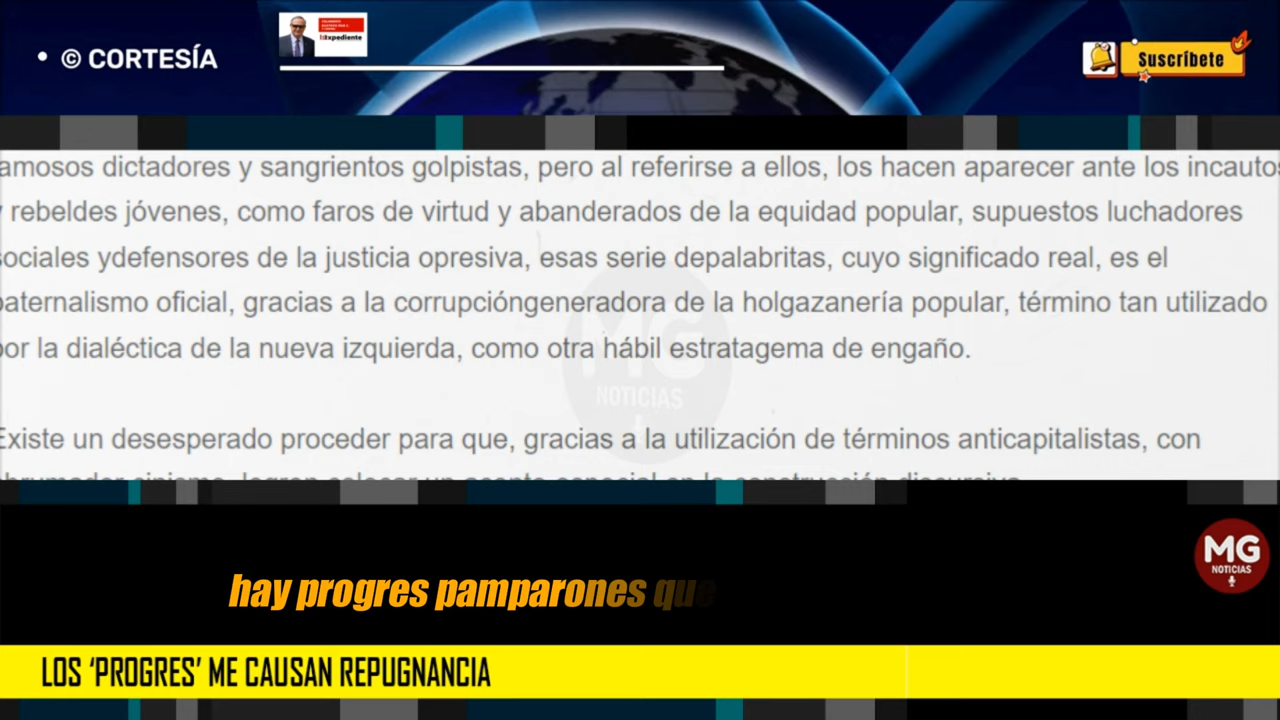 • © CORTESÍA
Expediente
Suscríbete
amosos dictadores y sangrientos golpistas, pero al referirse a ellos, los hacen aparecer ante los incautos
y rebeldes jóvenes, como faros de virtud y abanderados de la equidad popular, supuestos luchadores
sociales ydefensores de la justicia opresiva, esas serie depalabritas, cuyo significado real, es el
paternalismo oficial, gracias a la corrupcióngeneradora de la holgazanería popular, término tan utilizado
por la dialéctica de la nueva izquierda, como otra hábil estratagema de engaño.
MG
NOTICIAS
Existe un desesperado proceder para que, gracias a la utilización de términos anticapitalistas, con
MG
NOTICIAS
hay progres pamparones que
LOS ‘PROGRES’ ME CAUSAN REPUGNANCIA